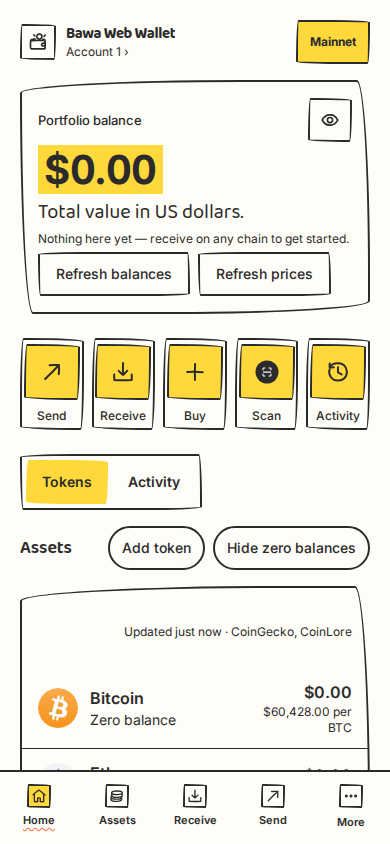 Bawa Web Wallet
Account 1 ›
Mainnet
Portfolio balance
$0.00
Total value in US dollars.
Nothing here yet — receive on any chain to get started.
Refresh balances
Refresh prices
Send
Receive
Buy
Scan
Activity
Tokens
Activity
Assets
Add token
Hide zero balances
Updated just now · CoinGecko, CoinLore
Bitcoin
$0.00
Zero balance
$60,428.00 per
BTC
Home
Assets
Receive
Send
More